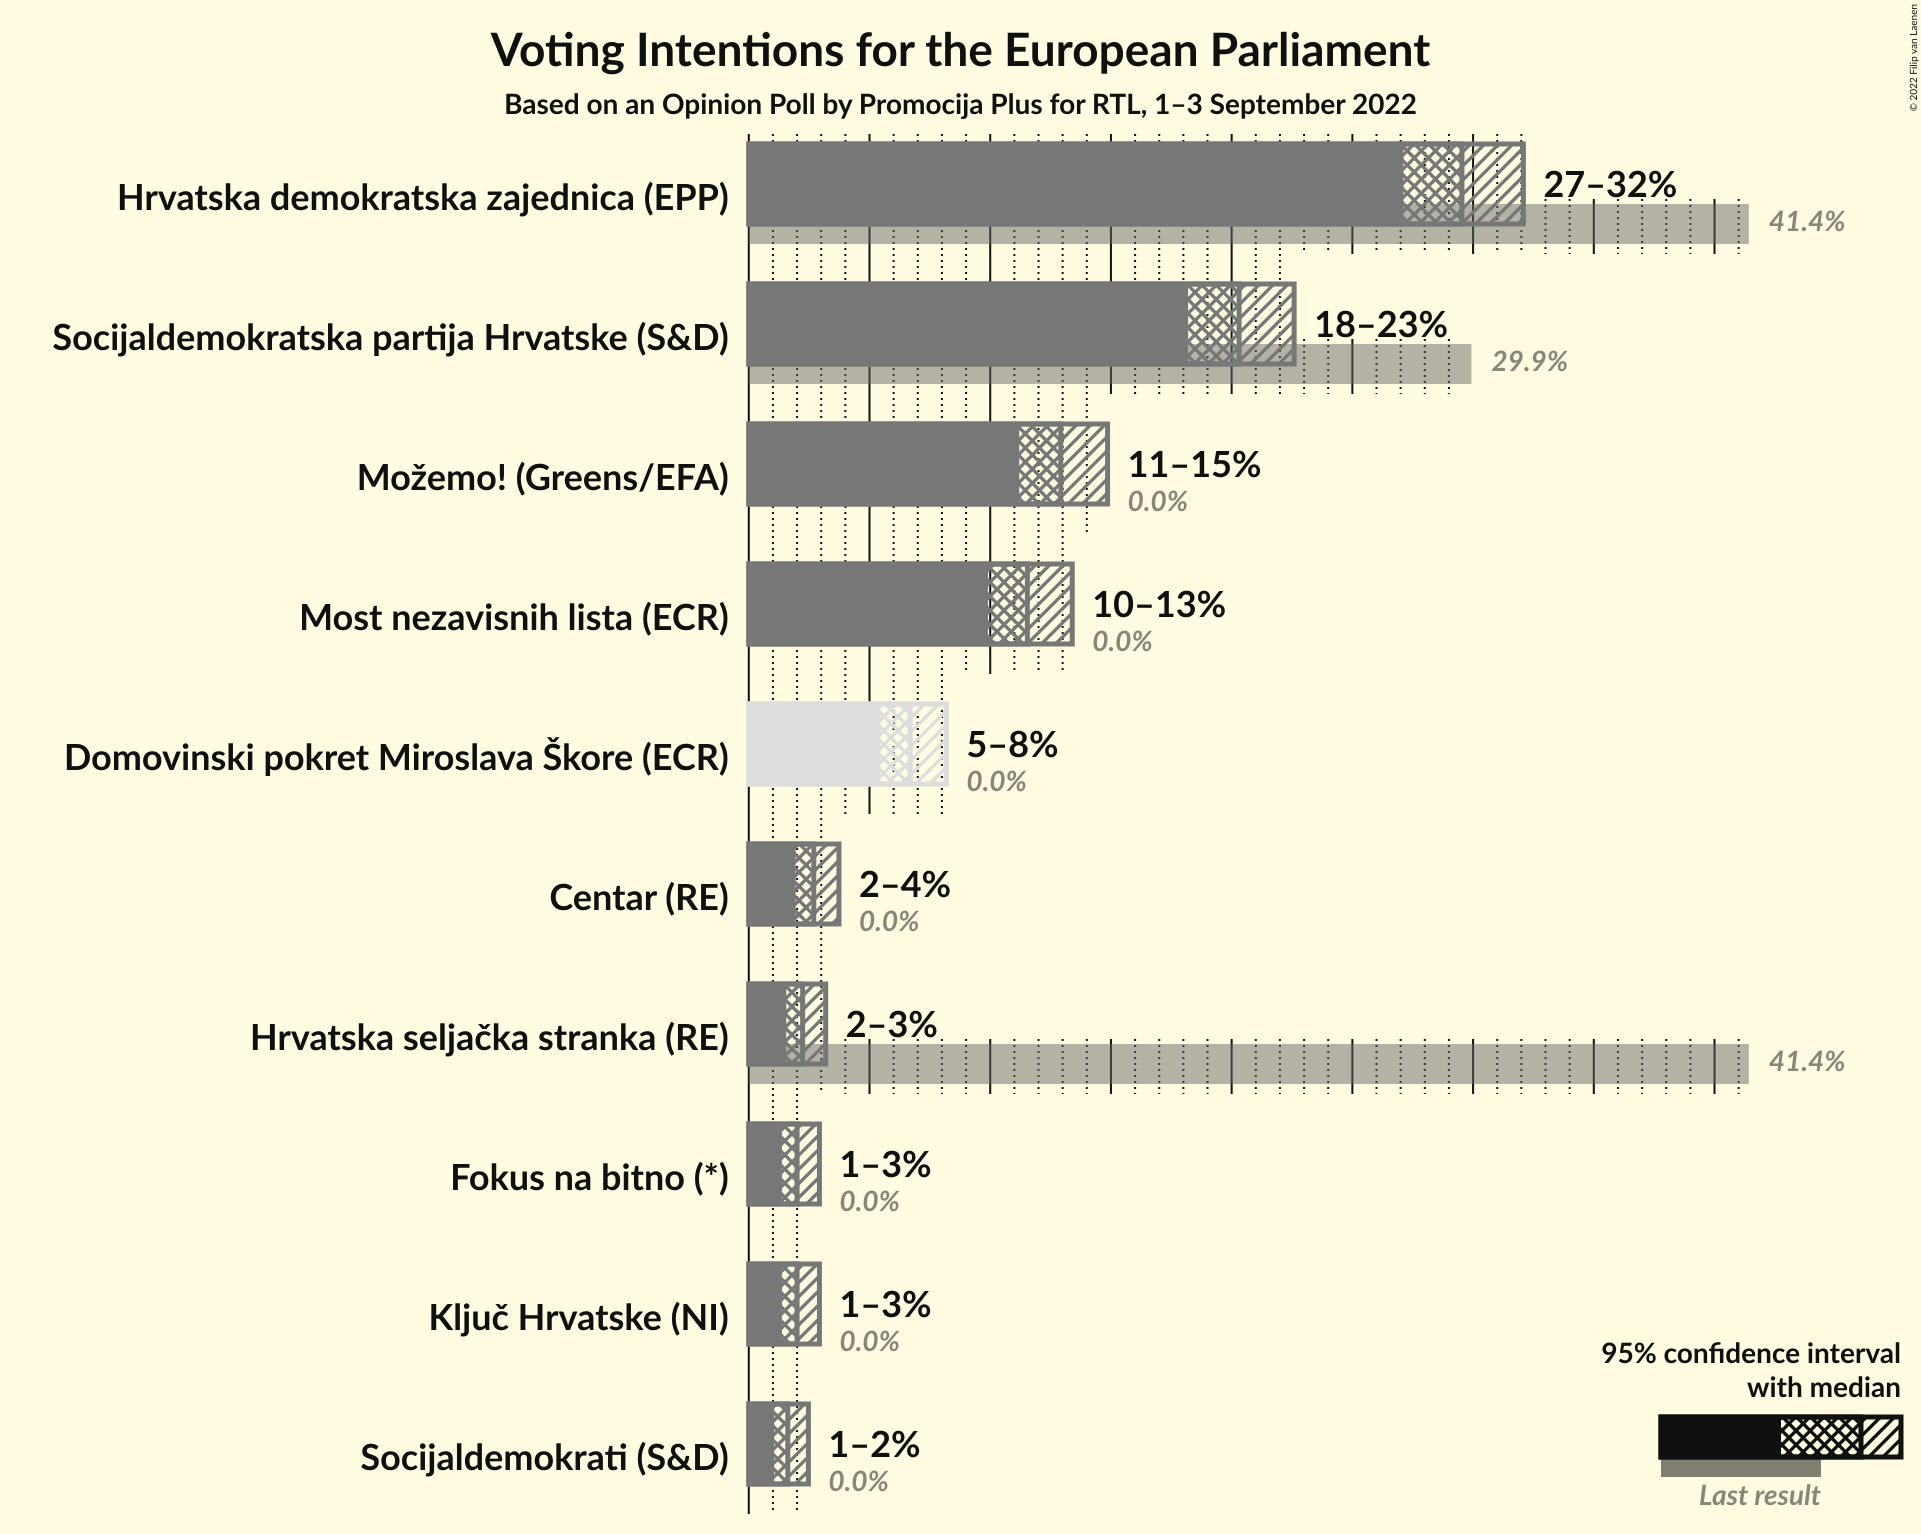 Voting Intentions for the European Parliament
Based on an Opinion Poll by Promocija Plus for RTL, 1–3 September 2022
© 2022 Filip van Laenen
Hrvatska demokratska zajednica (EPP)
27–32%
41.4%
Socijaldemokratska partija Hrvatske (S&D)
18–23%
29.9%
Možemo! (Greens/EFA)
11–15%
0.0%
Most nezavisnih lista (ECR)
10–13%
0.0%
Domovinski pokret Miroslava Škore (ECR)
5–8%
0.0%
Centar (RE)
2–4%
0.0%
Hrvatska seljačka stranka (RE)
2–3%
41.4%
Fokus na bitno (*)
1–3%
0.0%
Ključ Hrvatske (NI)
1–3%
0.0%
Socijaldemokrati (S&D)
1–2%
0.0%
95% confidence interval
with median
Last result